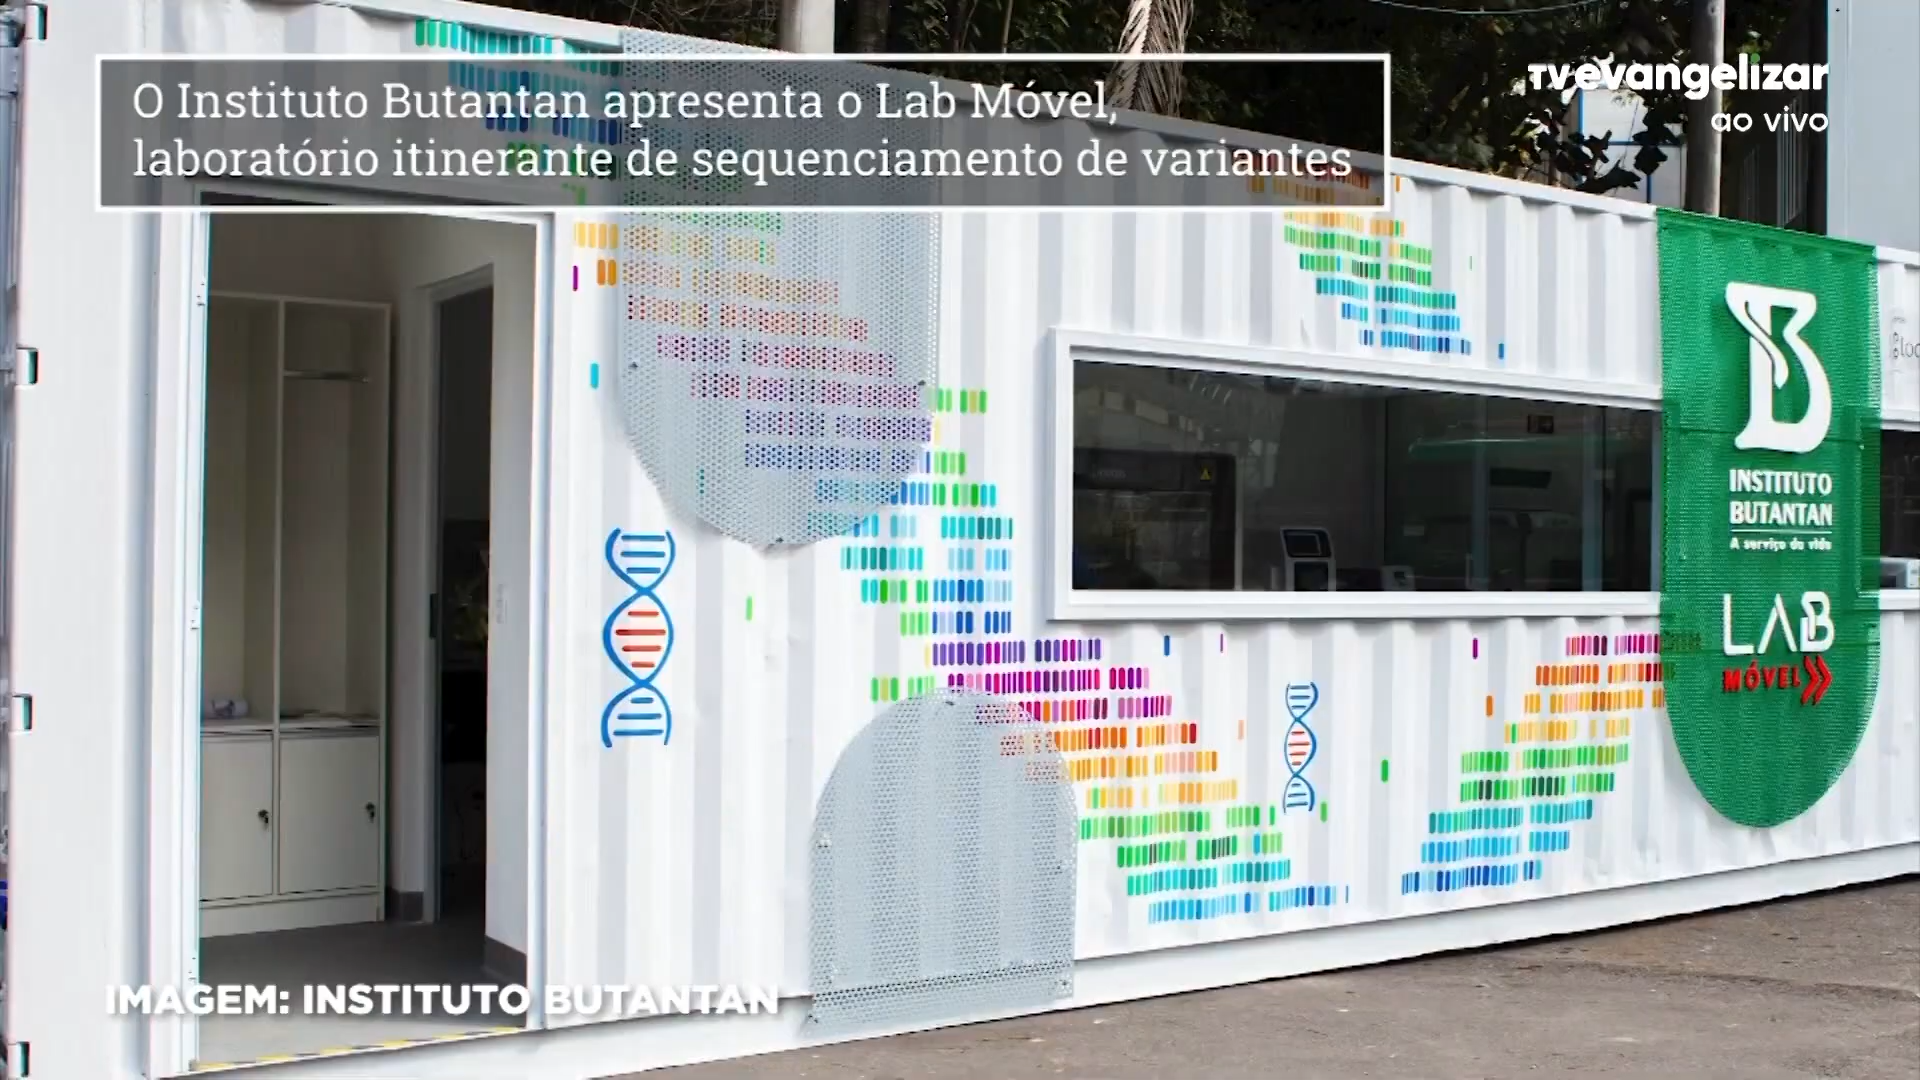 O Instituto Butantan apresenta o Lab Móvel,
laboratório itinerante de sequenciamento de variantes
TVevangelizar
ao vivo
INSTITUTO
BUTANTAN
A serviço da vida
LAB
MÓVEL
IMAGEM: INSTITUTO BUTANTAN